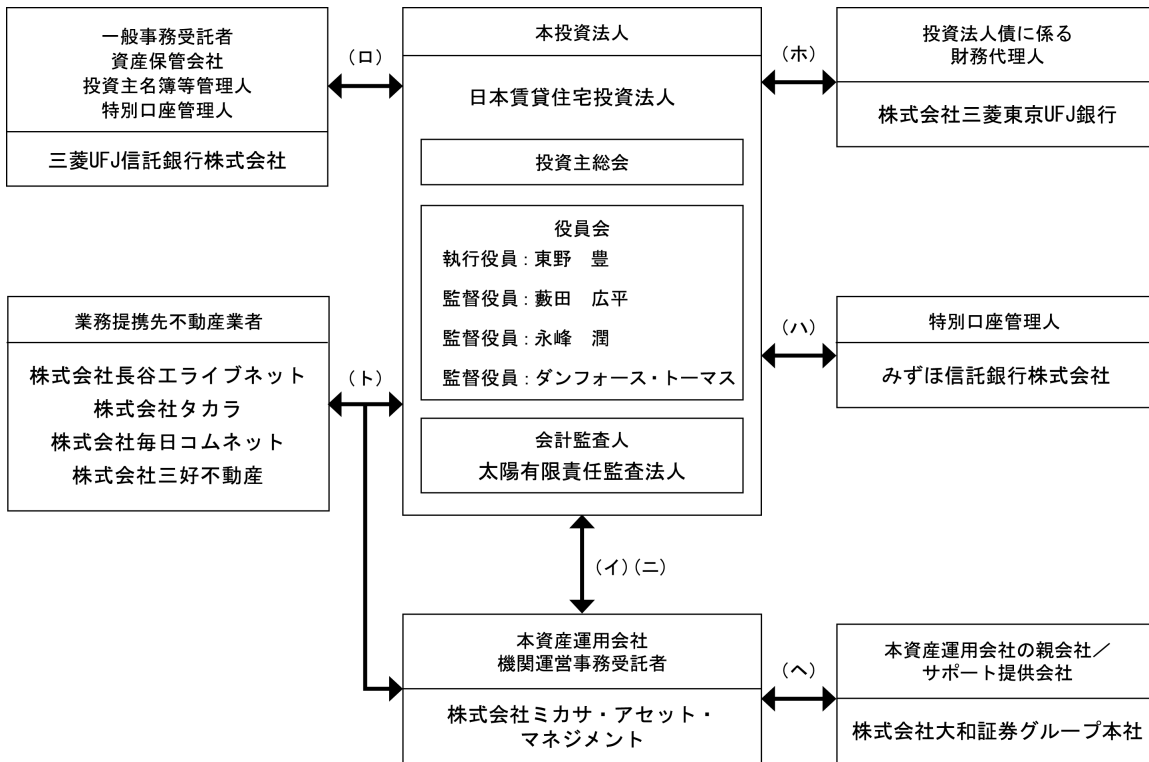 一般事務受託者
資産保管会社
投資主名簿等管理人
特別口座管理人
三菱UFJ信託銀行株式会社
（ロ）
本投資法人
日本賃貸住宅投資法人
投資主総会
役員会
執行役員：東野　豊
監督役員：藪田　広平
監督役員：永峰　潤
監督役員：ダンフォース・トーマス
会計監査人
太陽有限責任監査法人
（ホ）
投資法人債に係る
財務代理人
株式会社三菱東京UFJ銀行
業務提携先不動産業者
株式会社長谷工ライブネット
株式会社タカラ
株式会社毎日コムネット
株式会社三好不動産
（ト）
（ハ）
特別口座管理人
みずほ信託銀行株式会社
（イ）（ニ）
本資産運用会社
機関運営事務受託者
株式会社ミカサ・アセット・
マネジメント
（ヘ）
本資産運用会社の親会社／
サポート提供会社
株式会社大和証券グループ本社